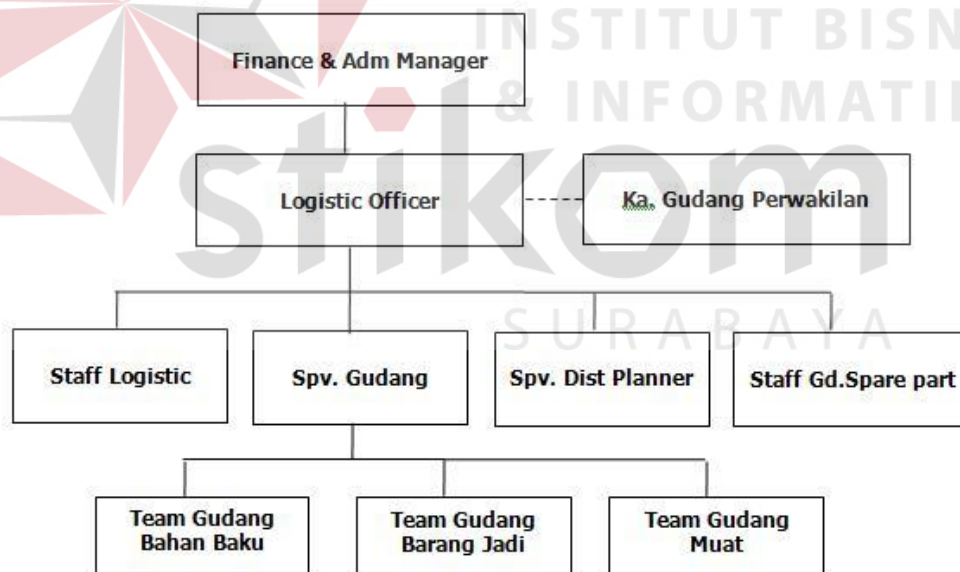 INSTITUT BISN
& INFORMATI
stikom
SURABAYA
Finance & Adm Manager
Logistic Officer
Ka. Gudang Perwakilan
Staff Logistic
Spv. Gudang
Spv. Dist Planner
Staff Gd.Spare part
Team Gudang
Bahan Baku
Team Gudang
Barang Jadi
Team Gudang
Muat